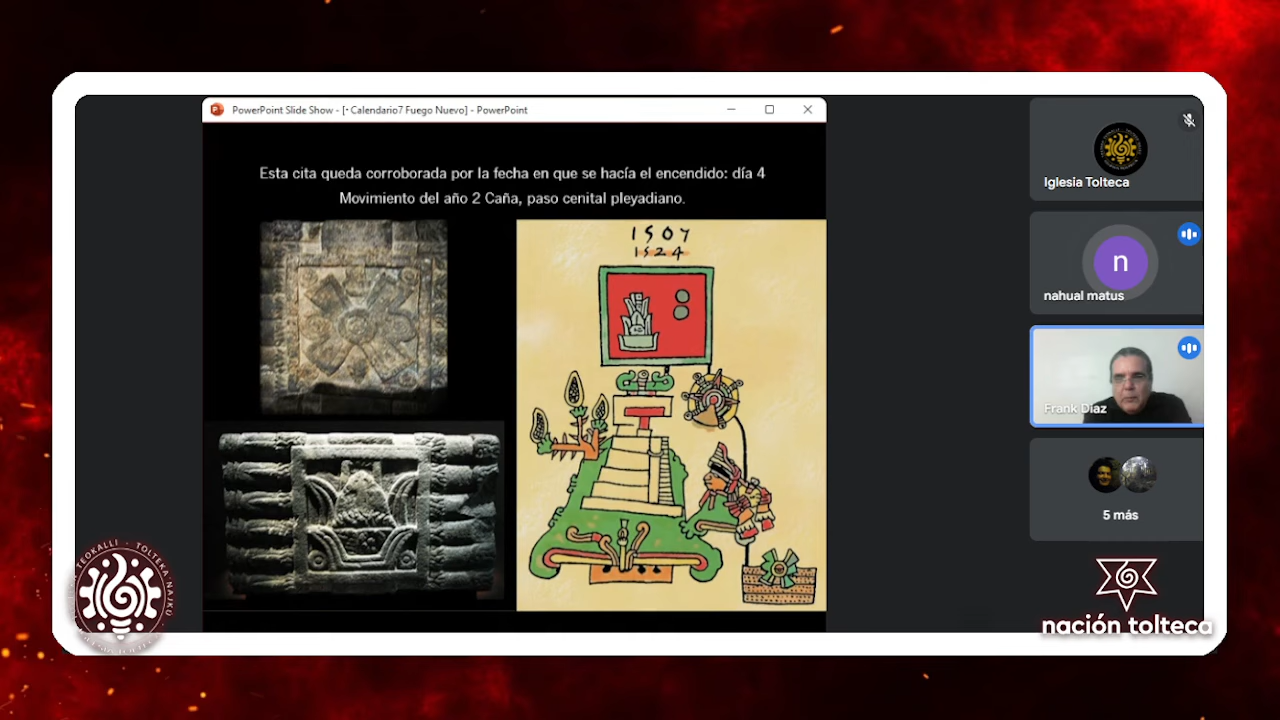 PowerPoint Slide Show - [• Calendario7 Fuego Nuevo] - PowerPoint
Esta cita queda corroborada por la fecha en que se hacía el encendido: día 4
Movimiento del año 2 Caña, paso cenital pleyadiano.
1507
1524
Iglesia Tolteca
n
nahual matus
Frank Díaz
5 más
TEOKALLI · TOLTEKA · NAJKU
nación tolteca